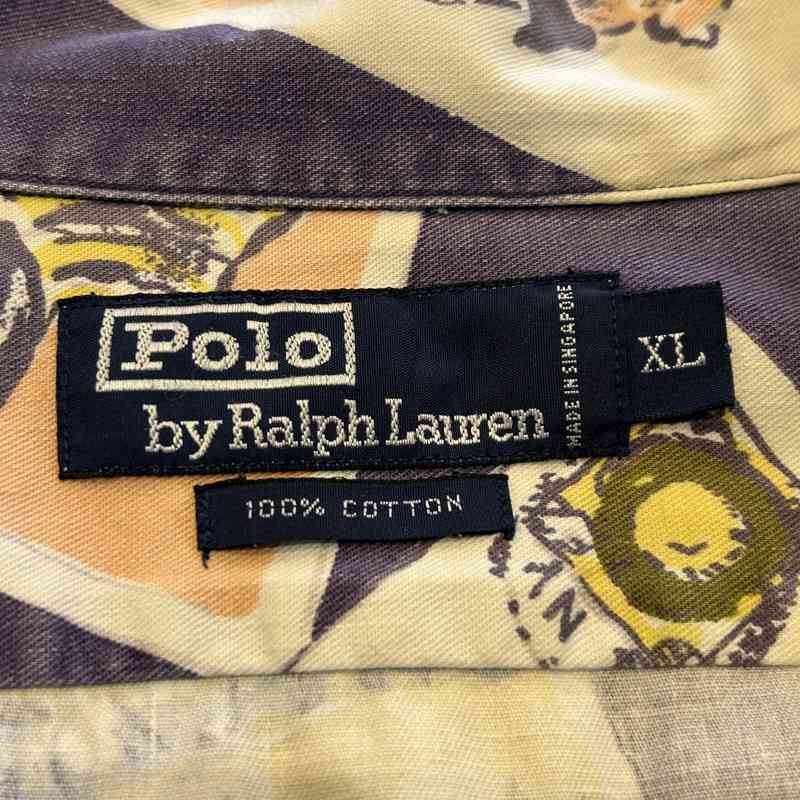 Polo
by Ralph Lauren
MADE IN SINGAPORE
XL
100% COTTON